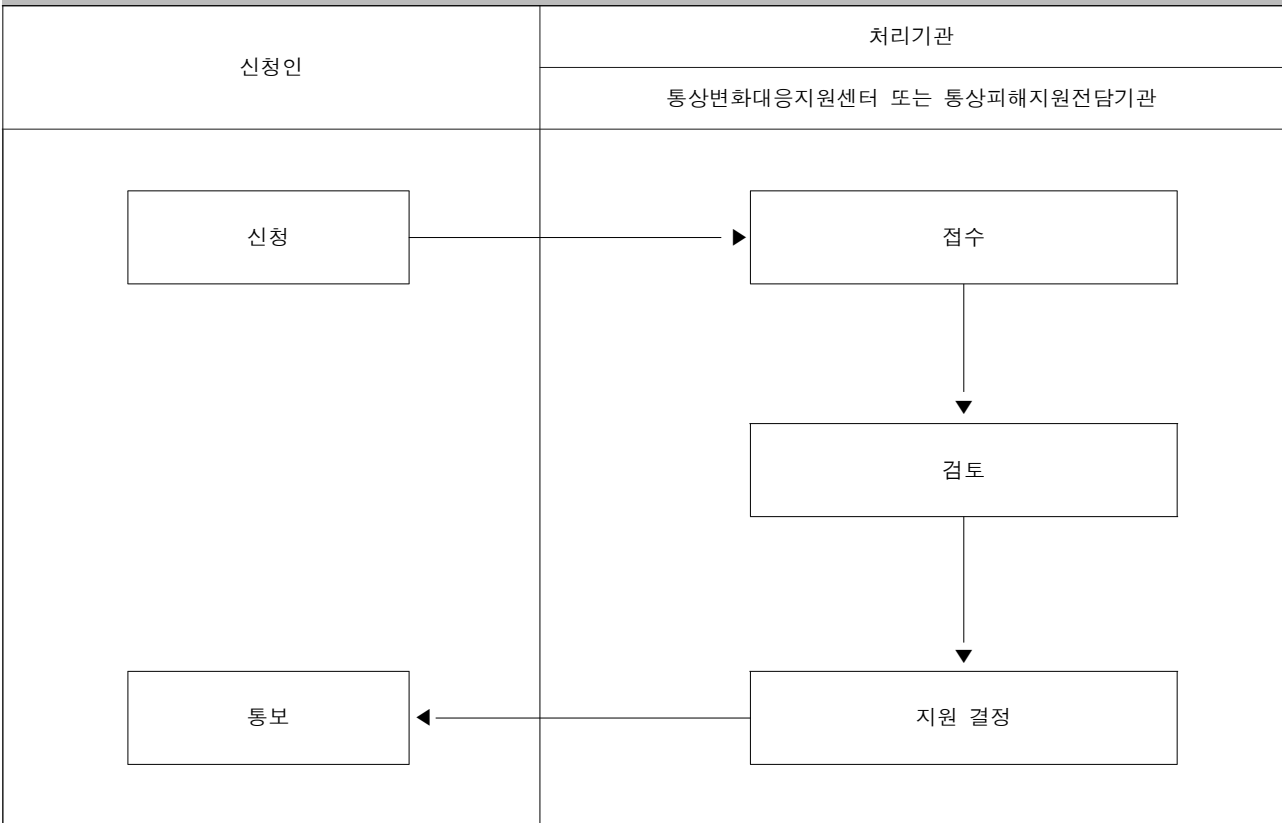 신청인
처리기관
통상변화대응지원센터 또는 통상피해지원전담기관
신청
접수
검토
통보
지원 결정